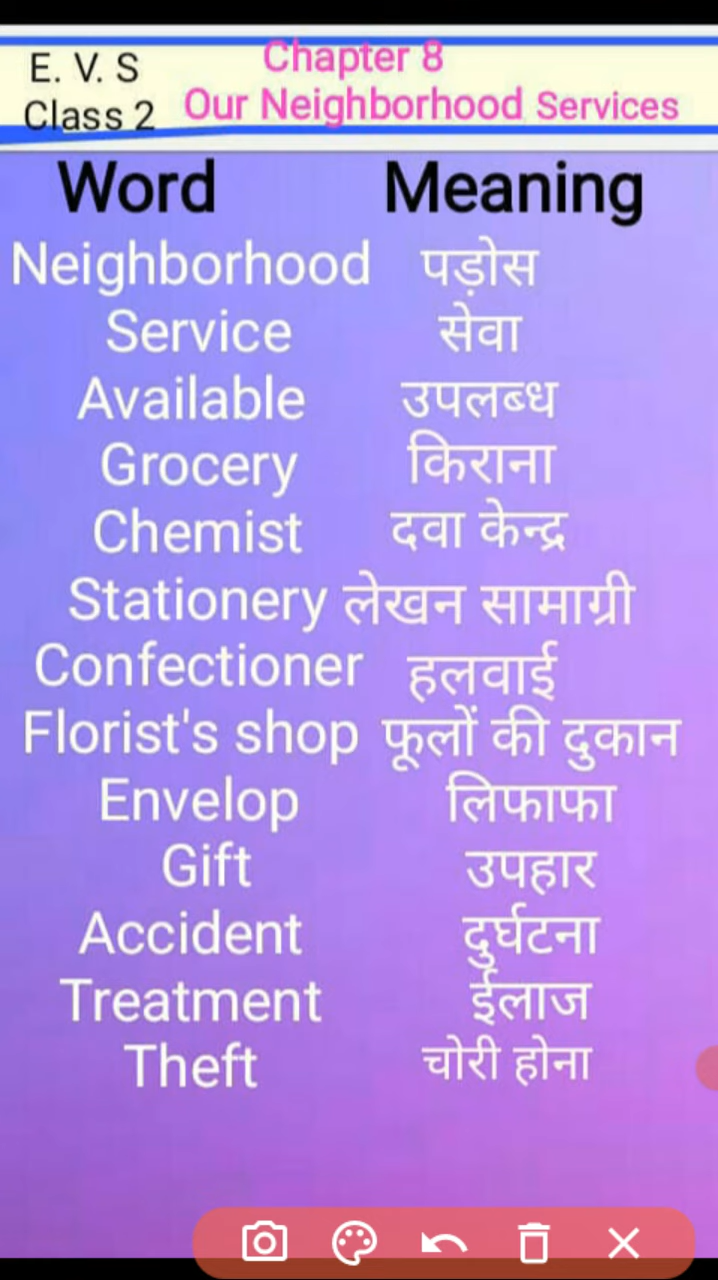 E. V. S Chapter 8
Class 2 Our Neighborhood Services
Word Meaning
Neighborhood पड़ोस
Service सेवा
Available उपलब्ध
Grocery किराना
Chemist दवा केन्द्र
Stationery लेखन सामाग्री
Confectioner हलवाई
Florist's shop फूलों की दुकान
Envelop लिफाफा
Gift उपहार
Accident दुर्घटना
Treatment ईलाज
Theft चोरी होना